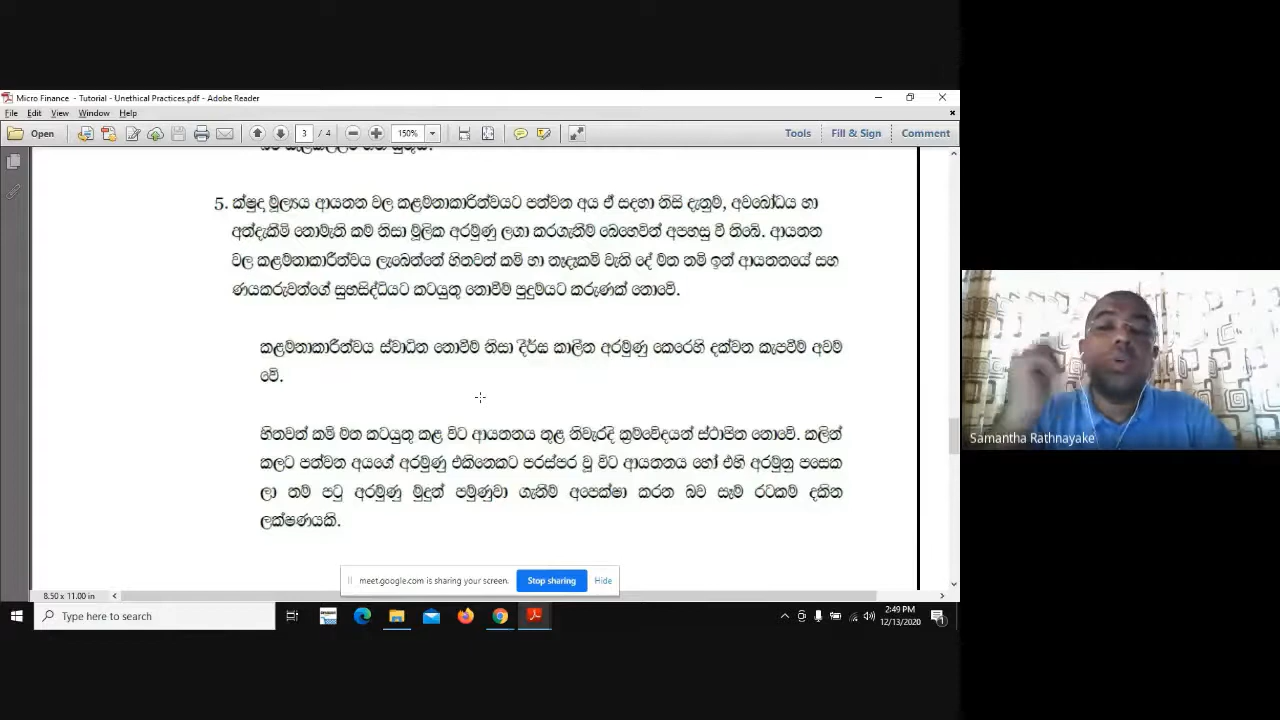 Micro Finance - Tutorial - Unethical Practices.pdf - Adobe Reader
File Edit View Window Help
Open 3 / 4 150% Tools Fill & Sign Comment
5. ක්ෂුද්‍ර මූල්‍යය ආයතන වල කළමනාකාරිත්වයට පත්වන අය ඒ සදහා නිසි දැනුම, අවබෝධය හා
අත්දැකීම් නොමැති කම නිසා මූලික අරමුණු ලගා කරගැනීම බෙහෙවින් අපහසු වී තිබේ. ආයතන
වල කළමනාකාරීත්වය ලැබෙන්නේ හිතවත් කම් හා නෑදෑකම් වැනි දේ මත නම් ඉන් ආයතනයේ සහ
ණයකරුවන්ගේ සුභසිද්ධියට කටයුතු නොවීම පුදුමයට කරුණක් නොවේ.
කළමනාකාරීත්වය ස්වාධීන නොවීම නිසා දීර්ඝ කාලීන අරමුණු කෙරෙහි දක්වන කැපවීම අවම
වේ.
හිතවත් කම් මත කටයුතු කළ විට ආයතනය තුළ නිවැරදි ක්‍රමවේදයන් ස්ථාපිත නොවේ. කලින්
කලට පත්වන අයගේ අරමුණු එකිනෙකට පරස්පර වූ විට ආයතනය හෝ එහි අරමුනු පසෙක
ලා තම පටු අරමුණු මුදුන් පමුණුවා ගැනීම අපේක්ෂා කරන බව සෑම රටකම දකින
ලක්ෂණයකි.
Samantha Rathnayake
meet.google.com is sharing your screen. Stop sharing Hide
8.50 x 11.00 in
Type here to search
2:49 PM
12/13/2020